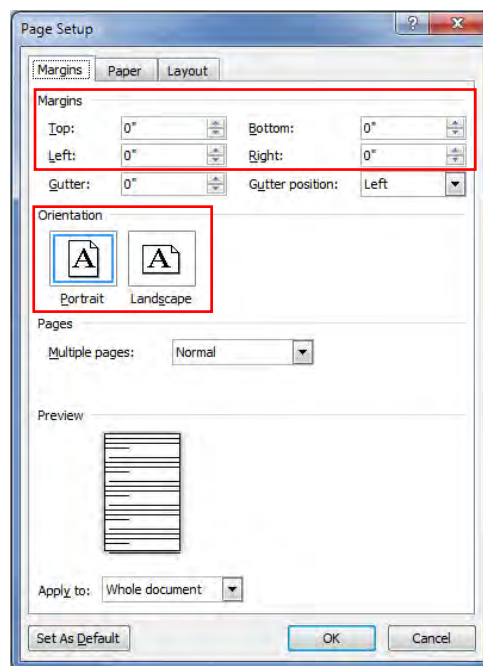 Page Setup
Margins Paper Layout
Margins
Top: 0" Bottom: 0"
Left: 0" Right: 0"
Gutter: 0" Gutter position: Left
Orientation
A A
Portrait Landscape
Pages
Multiple pages: Normal
Preview
Apply to: Whole document
Set As Default OK Cancel